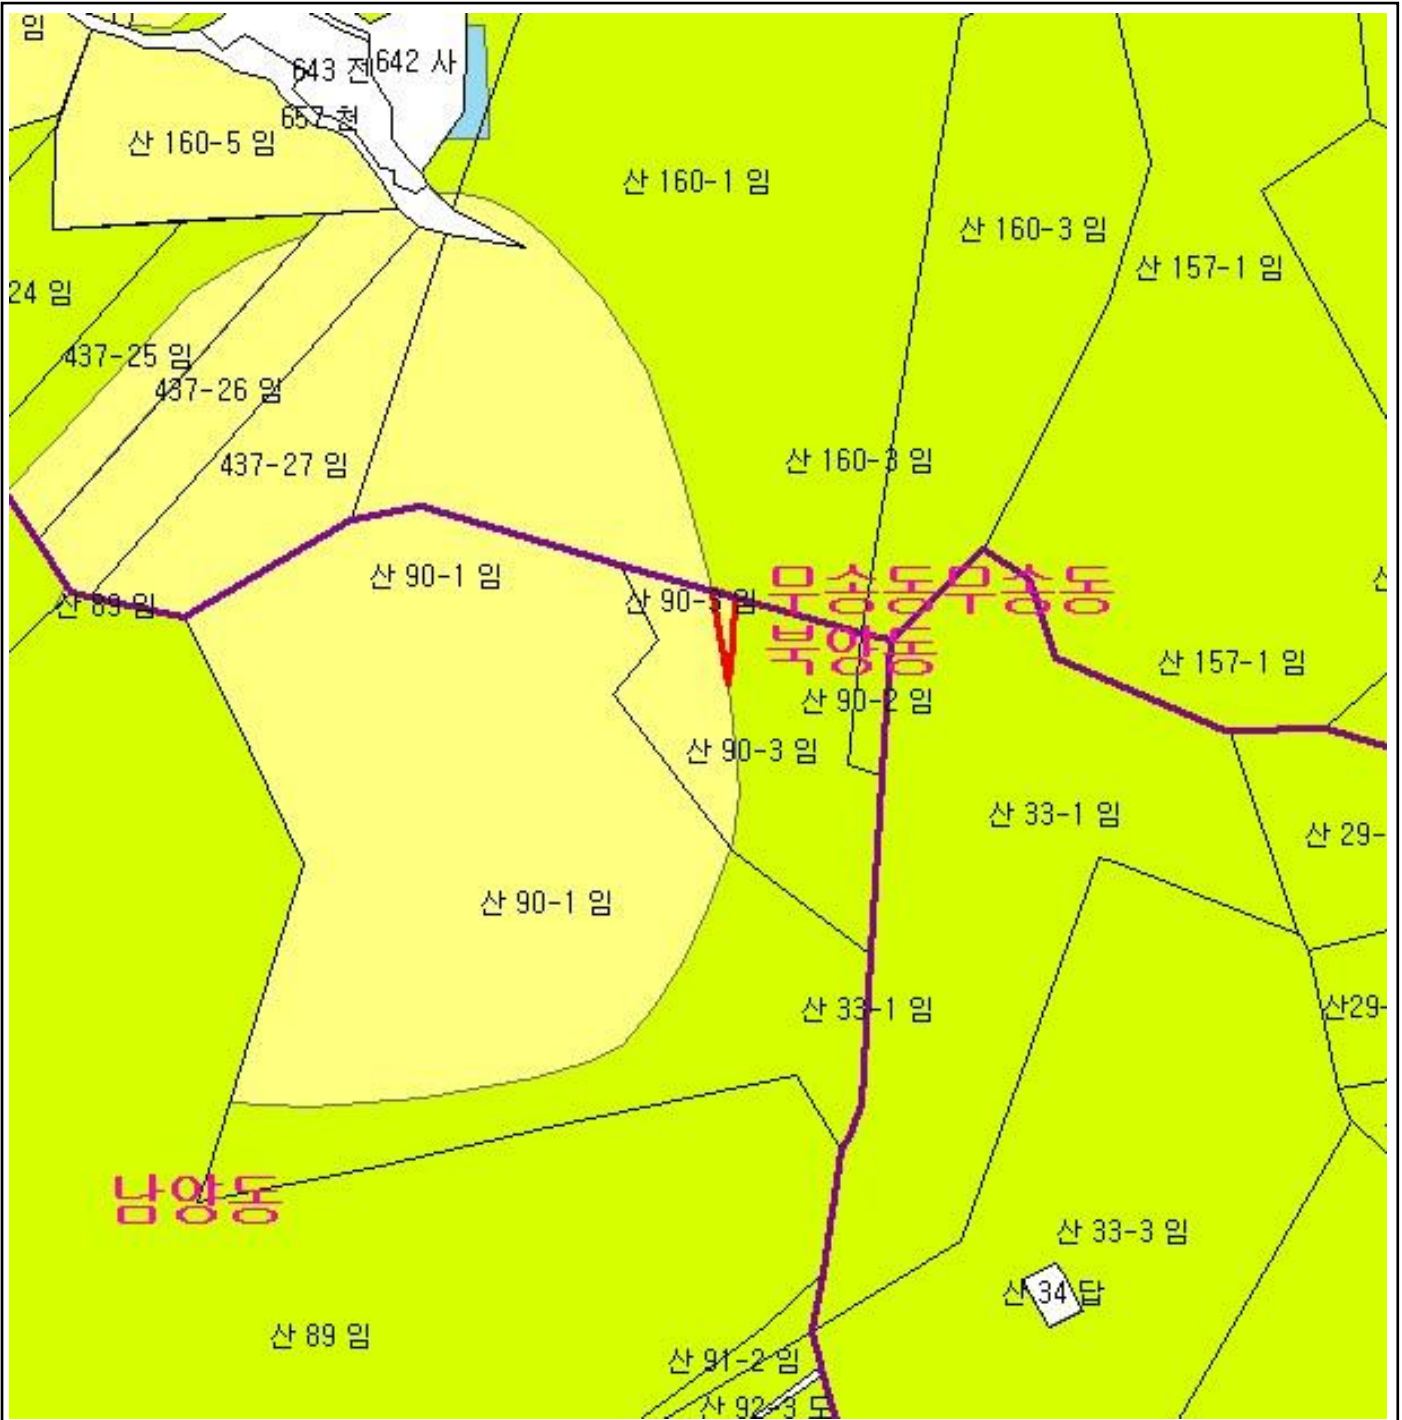 임
643 전
642 사
657 천
산 160-5 임
산 160-1 임
산 160-3 임
산 157-1 임
24 임
437-25 임
437-26 임
437-27 임
산 160-3 임
산 90-1 임
산 89 임
산 90-3 임
무송동무송동
북양동
산 157-1 임
산 90-2 임
산 90-3 임
산 33-1 임
산 29-
산 90-1 임
산 33-1 임
산29-
남양동
산 33-3 임
산 34 답
산 89 임
산 91-2 임
산 92-3 도